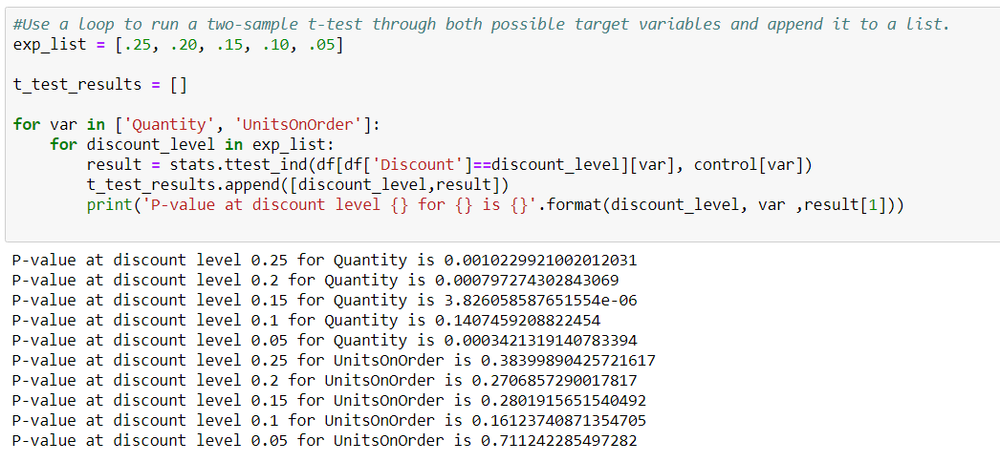 #Use a loop to run a two-sample t-test through both possible target variables and append it to a list.
exp_list = [.25, .20, .15, .10, .05]
t_test_results = []
for var in ['Quantity', 'UnitsOnOrder']:
    for discount_level in exp_list:
        result = stats.ttest_ind(df[df['Discount']==discount_level][var], control[var])
        t_test_results.append([discount_level,result])
        print('P-value at discount level {} for {} is {}'.format(discount_level, var ,result[1]))
P-value at discount level 0.25 for Quantity is 0.0010229921002012031
P-value at discount level 0.2 for Quantity is 0.000797274302843069
P-value at discount level 0.15 for Quantity is 3.826058587651554e-06
P-value at discount level 0.1 for Quantity is 0.1407459208822454
P-value at discount level 0.05 for Quantity is 0.0003421319140783394
P-value at discount level 0.25 for UnitsOnOrder is 0.38399890425721617
P-value at discount level 0.2 for UnitsOnOrder is 0.2706857290017817
P-value at discount level 0.15 for UnitsOnOrder is 0.2801915651540492
P-value at discount level 0.1 for UnitsOnOrder is 0.16123740871354705
P-value at discount level 0.05 for UnitsOnOrder is 0.711242285497282